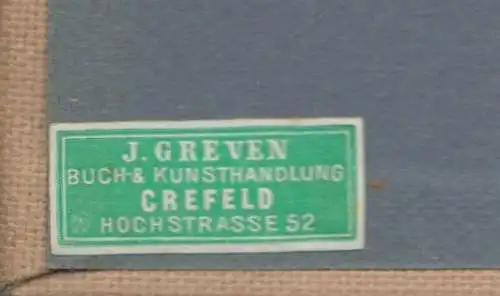 J. GREVEN
BUCH- & KUNSTHANDLUNG
CREFELD
HOCHSTRASSE 52